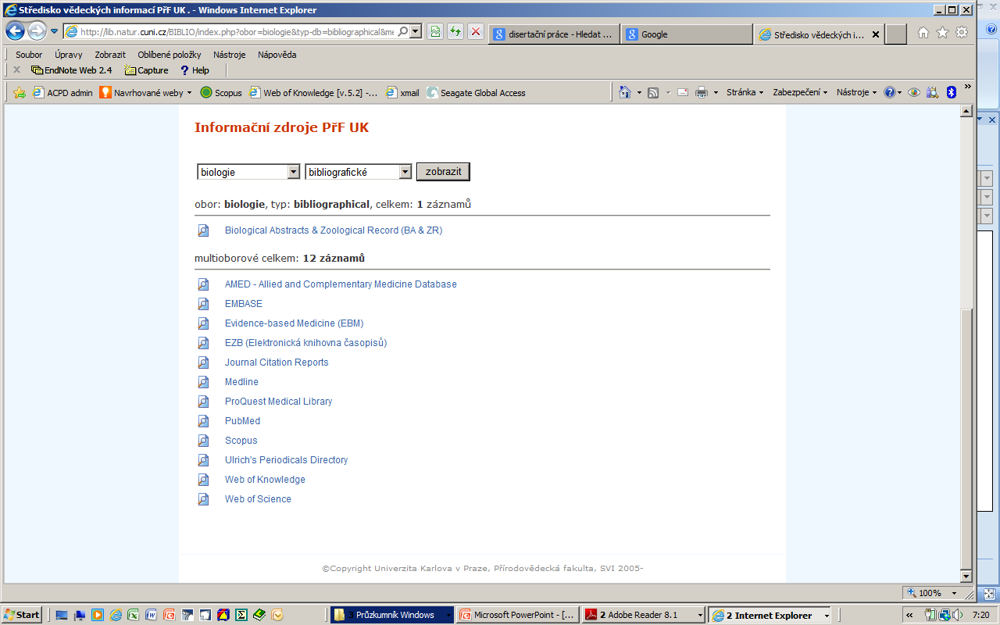 Středisko vědeckých informací PřF UK . - Windows Internet Explorer
http://lib.natur.cuni.cz/BIBLIO/index.php?obor=biologie&typ-db=bibliographical&me
disertační práce - Hledat ...
Google
Středisko vědeckých i...
Soubor Úpravy Zobrazit Oblíbené položky Nástroje Nápověda
EndNote Web 2.4 Capture ? Help
ACPD admin Navrhované weby Scopus Web of Knowledge [v.5.2] -... xmail Seagate Global Access
Stránka Zabezpečení Nástroje
Informační zdroje PřF UK
biologie bibliografické zobrazit
obor: biologie, typ: bibliographical, celkem: 1 záznamů
Biological Abstracts & Zoological Record (BA & ZR)
multioborové celkem: 12 záznamů
AMED - Allied and Complementary Medicine Database
EMBASE
Evidence-based Medicine (EBM)
EZB (Elektronická knihovna časopisů)
Journal Citation Reports
Medline
ProQuest Medical Library
PubMed
Scopus
Ulrich's Periodicals Directory
Web of Knowledge
Web of Science
©Copyright Univerzita Karlova v Praze, Přírodovědecká fakulta, SVI 2005-
100%
Start 3 Průzkumník Windows Microsoft PowerPoint - [... 2 Adobe Reader 8.1 2 Internet Explorer 7:20